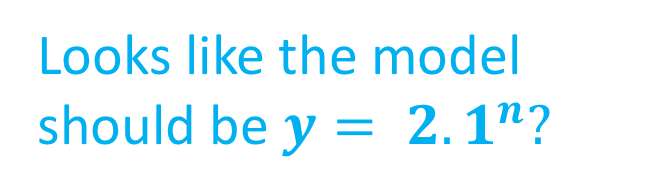 Looks like the model
should be y = 2.1ⁿ?